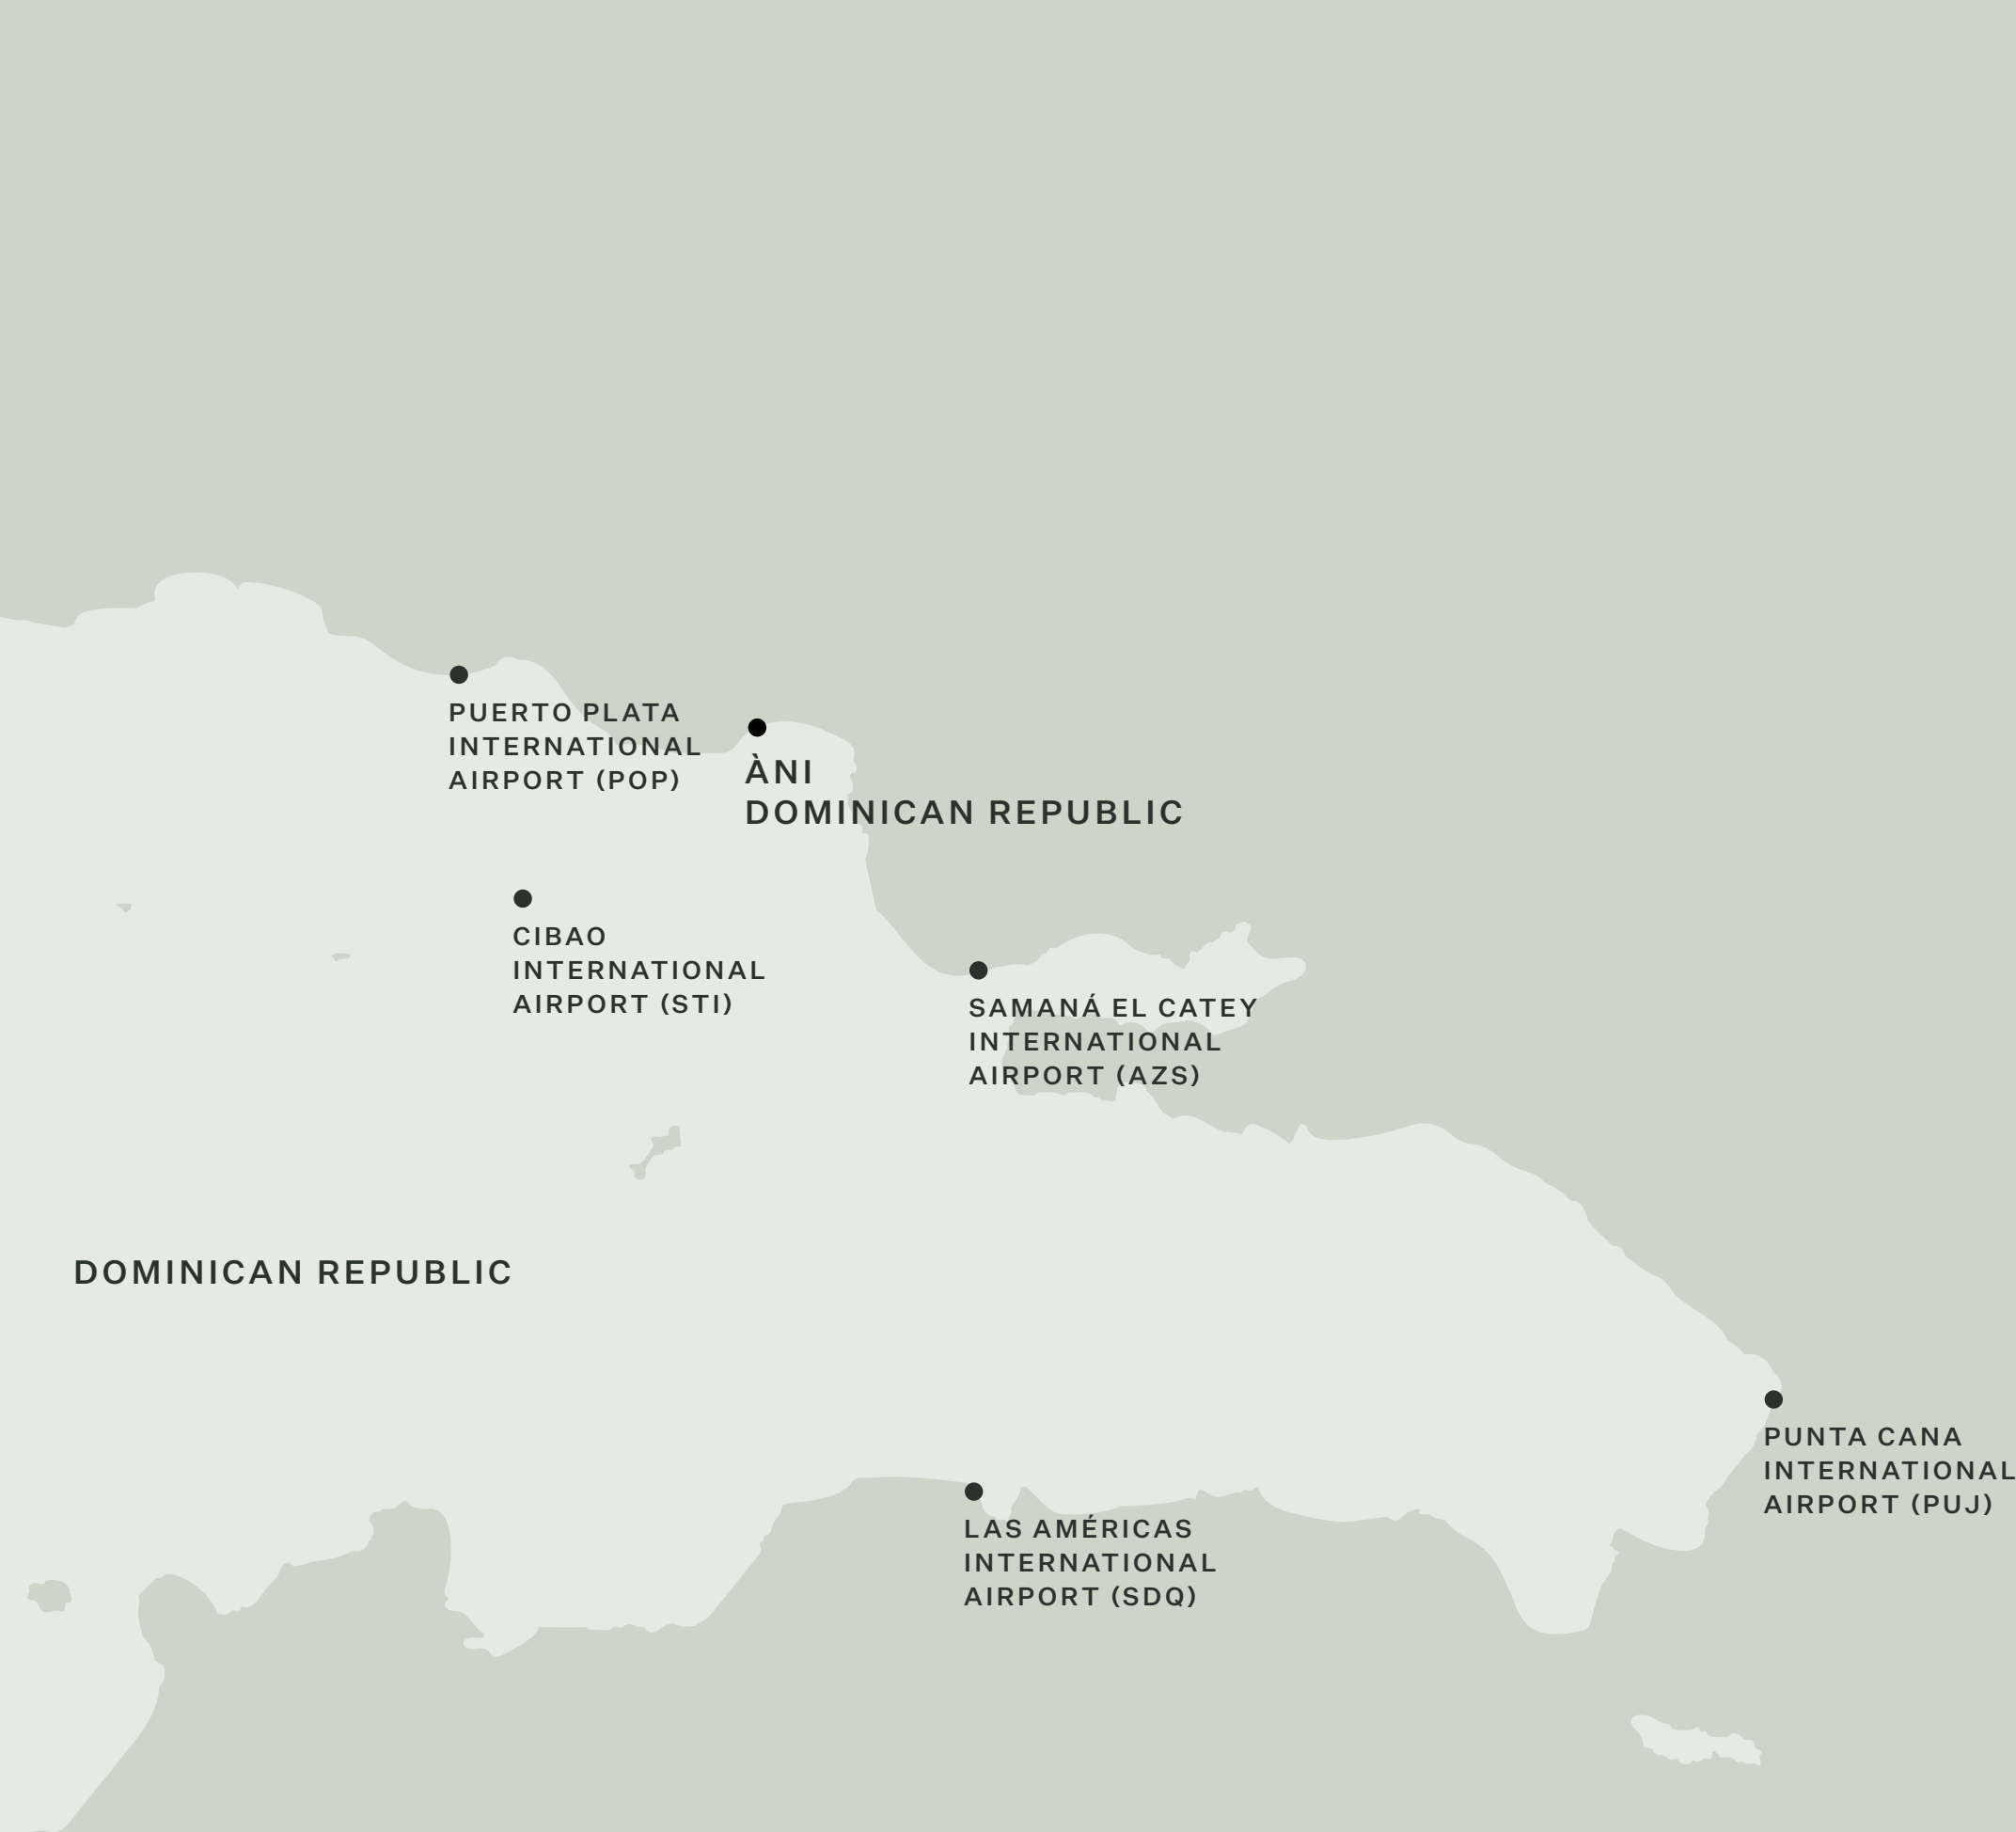 PUERTO PLATA
INTERNATIONAL
AIRPORT (POP)
ÀNI
DOMINICAN REPUBLIC
CIBAO
INTERNATIONAL
AIRPORT (STI)
SAMANÁ EL CATEY
INTERNATIONAL
AIRPORT (AZS)
DOMINICAN REPUBLIC
PUNTA CANA
INTERNATIONAL
AIRPORT (PUJ)
LAS AMÉRICAS
INTERNATIONAL
AIRPORT (SDQ)